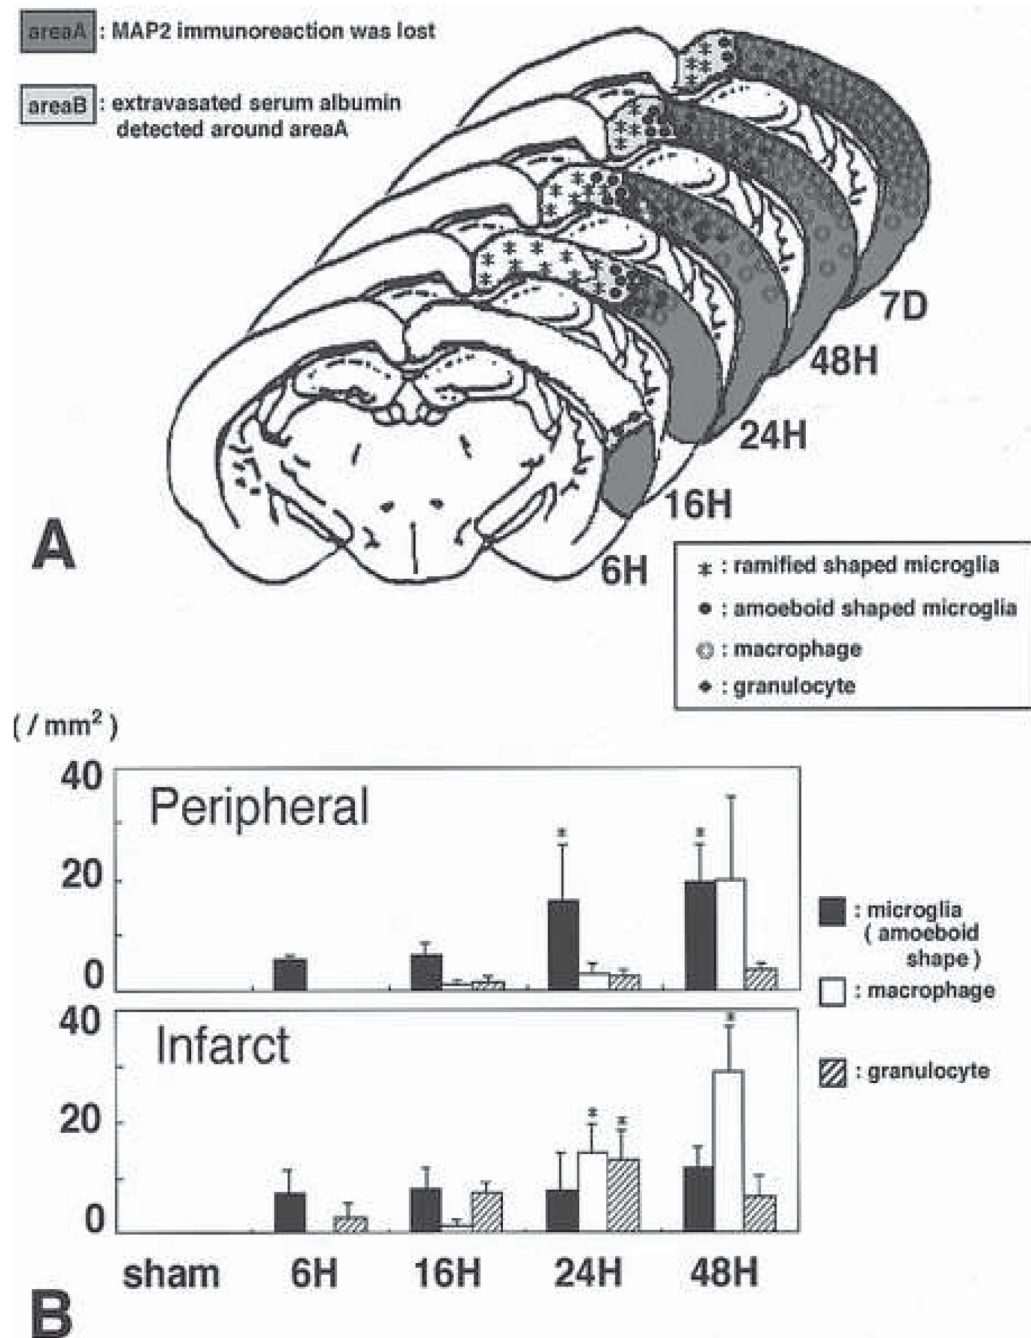 areaA : MAP2 immunoreaction was lost
areaB : extravasated serum albumin
detected around areaA
7D
48H
24H
16H
6H
A
* : ramified shaped microglia
● : amoeboid shaped microglia
◎ : macrophage
◆ : granulocyte
( / mm² )
40
Peripheral
*
*
20
0
: microglia
( amoeboid
shape )
: macrophage
: granulocyte
40
Infarct
*
*
*
20
0
sham 6H 16H 24H 48H
B